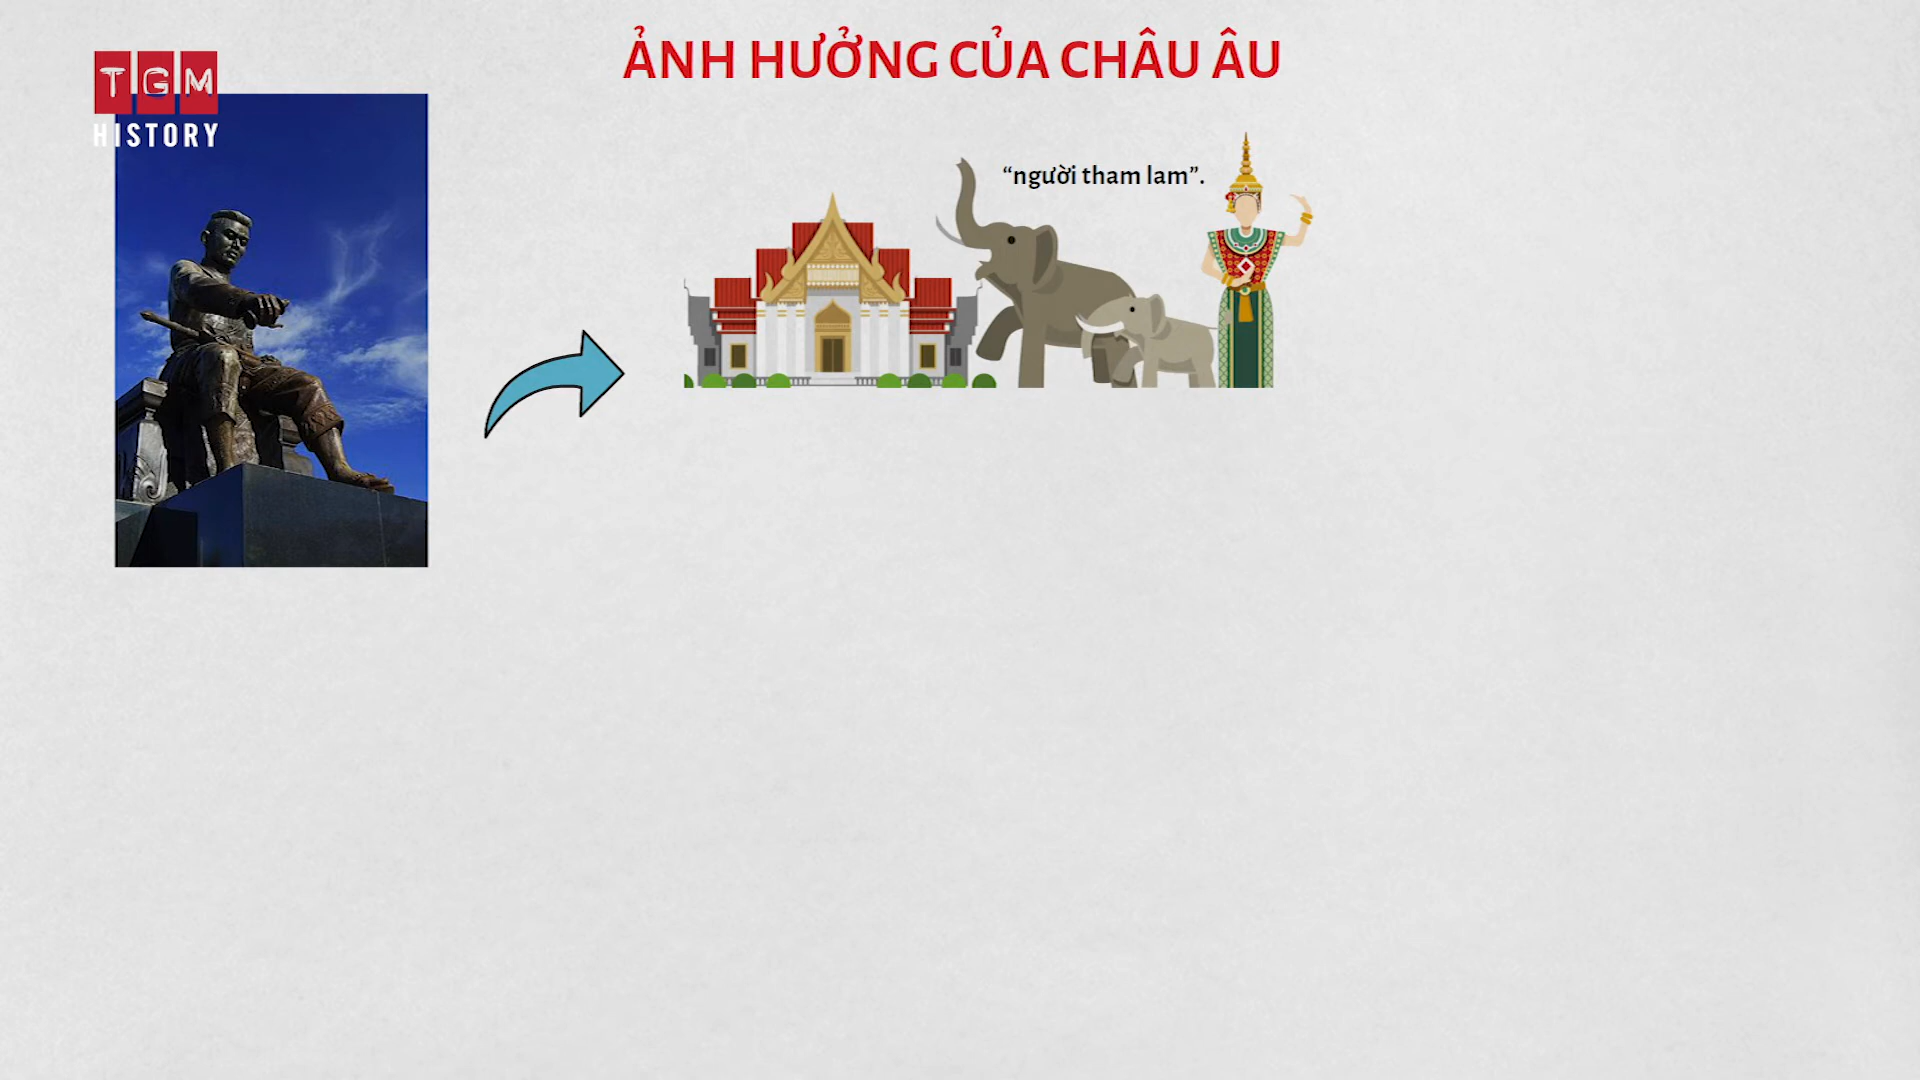 ẢNH HƯỞNG CỦA CHÂU ÂU
TGM
HISTORY
“người tham lam”.